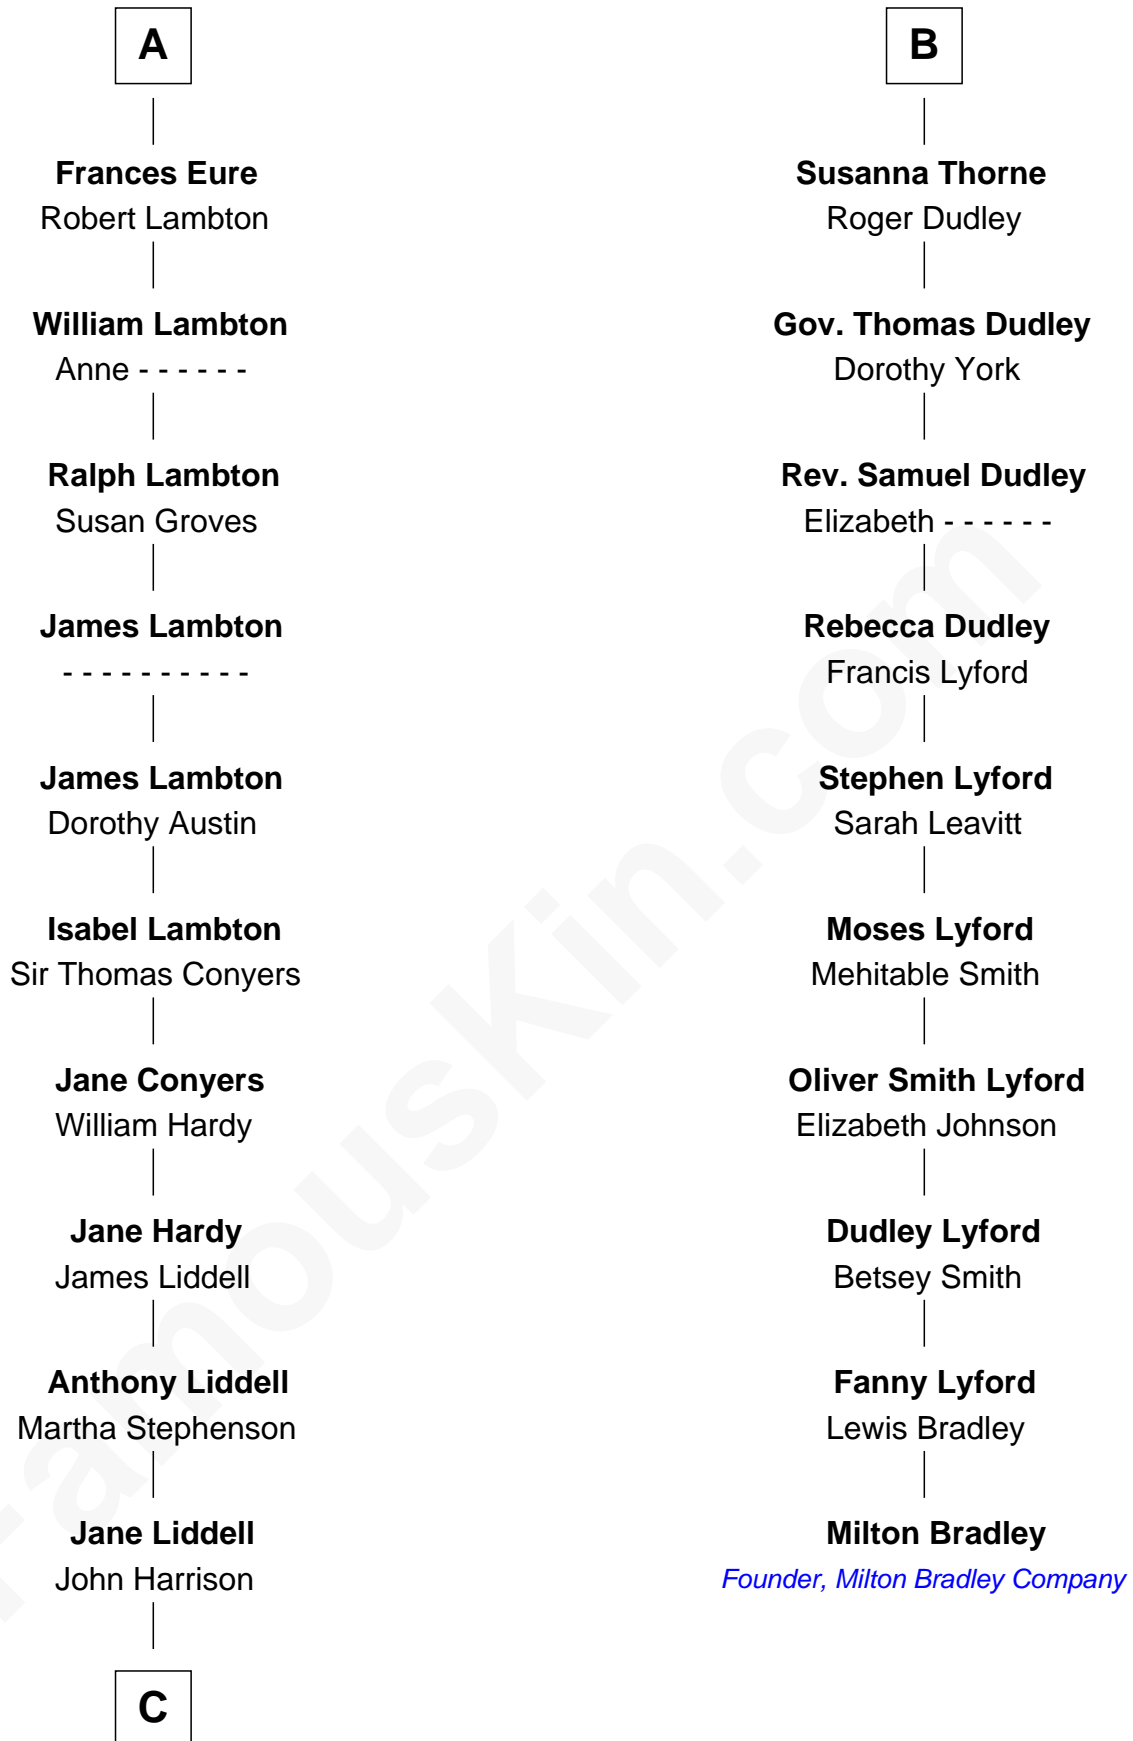 A
Frances Eure
Robert Lambton
William Lambton
Anne - - - - - -
Ralph Lambton
Susan Groves
James Lambton
- - - - - - - - - -
James Lambton
Dorothy Austin
Isabel Lambton
Sir Thomas Conyers
Jane Conyers
William Hardy
Jane Hardy
James Liddell
Anthony Liddell
Martha Stephenson
Jane Liddell
John Harrison
C
B
Susanna Thorne
Roger Dudley
Gov. Thomas Dudley
Dorothy York
Rev. Samuel Dudley
Elizabeth - - - - - -
Rebecca Dudley
Francis Lyford
Stephen Lyford
Sarah Leavitt
Moses Lyford
Mehitable Smith
Oliver Smith Lyford
Elizabeth Johnson
Dudley Lyford
Betsey Smith
Fanny Lyford
Lewis Bradley
Milton Bradley
Founder, Milton Bradley Company
FamousKin.com